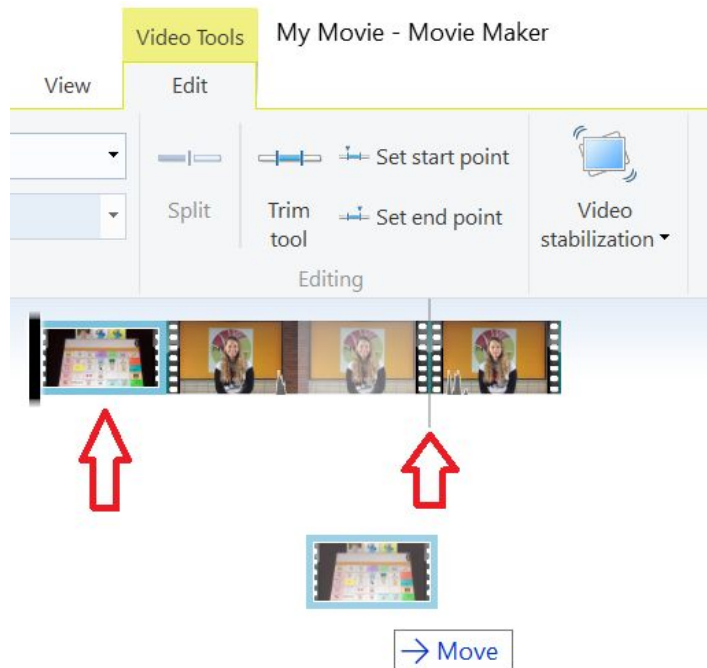 Video Tools
My Movie - Movie Maker
View
Edit
Split
Trim
tool
Set start point
Set end point
Video
stabilization
Editing
Move